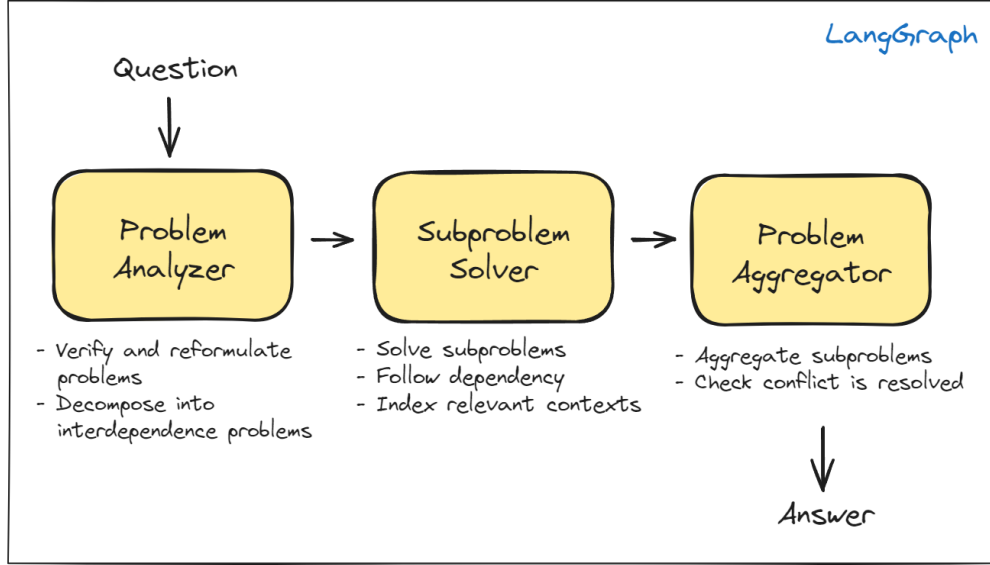 LangGraph
Question
Problem
Analyzer
Subproblem
Solver
Problem
Aggregator
- Verify and reformulate
problems
- Decompose into
interdependence problems
- Solve subproblems
- Follow dependency
- Index relevant contexts
- Aggregate subproblems
- Check conflict is resolved
Answer